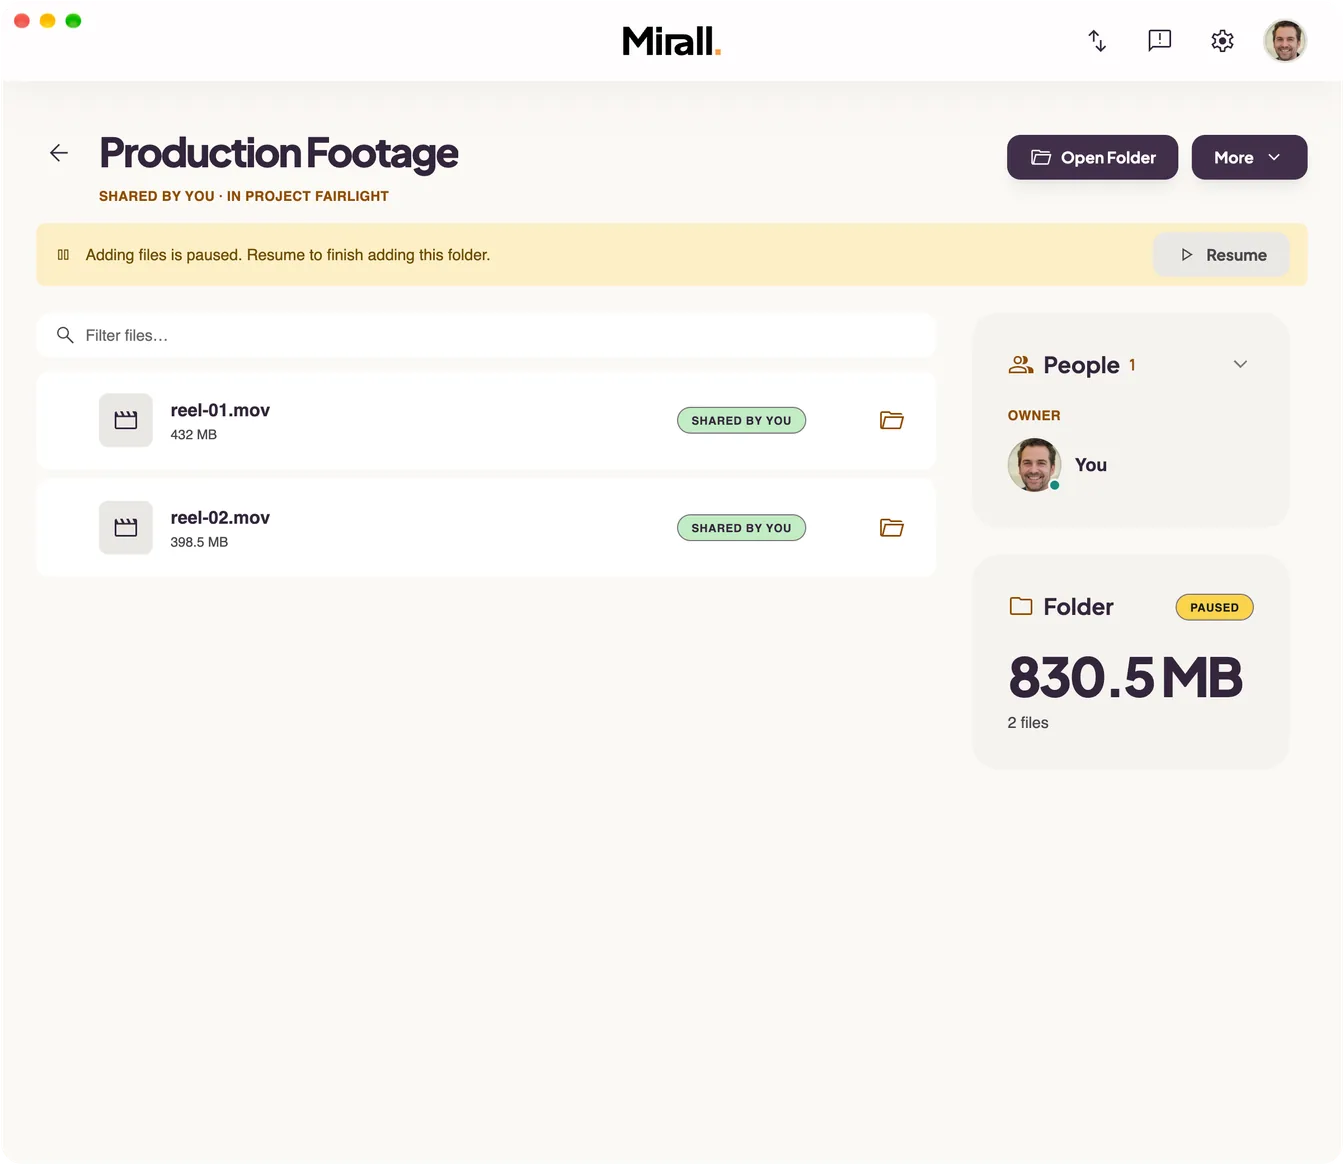 Mirall.
Production Footage
Open Folder
More
SHARED BY YOU · IN PROJECT FAIRLIGHT
Adding files is paused. Resume to finish adding this folder.
Resume
Filter files…
reel-01.mov
432 MB
SHARED BY YOU
reel-02.mov
398.5 MB
SHARED BY YOU
People 1
OWNER
You
Folder
PAUSED
830.5 MB
2 files